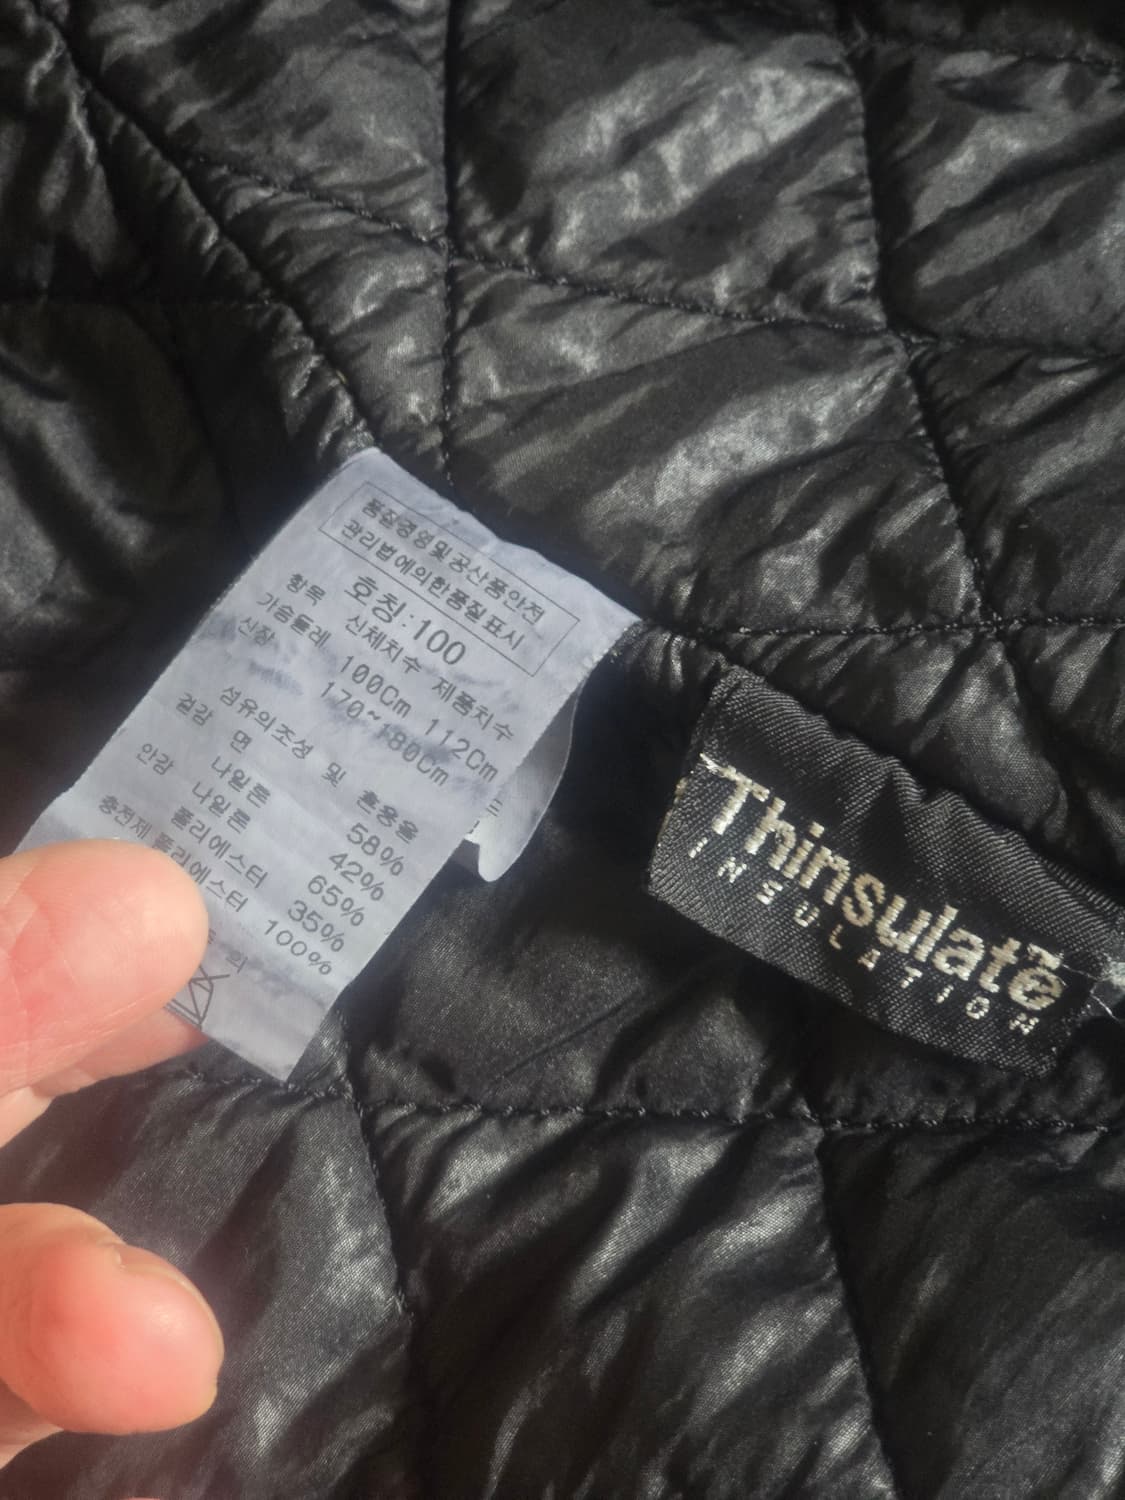 품질경영및공산품안전
관리법에의한품질표시
호칭:100
항목 신체치수 제품치수
가슴둘레 100Cm 112Cm
신장 170~180Cm
섬유의조성 및 혼용율
겉감 면 58%
나일론 42%
안감 나일론 65%
폴리에스터 35%
충전재 폴리에스터 100%
의
Thinsulate
INSULATION